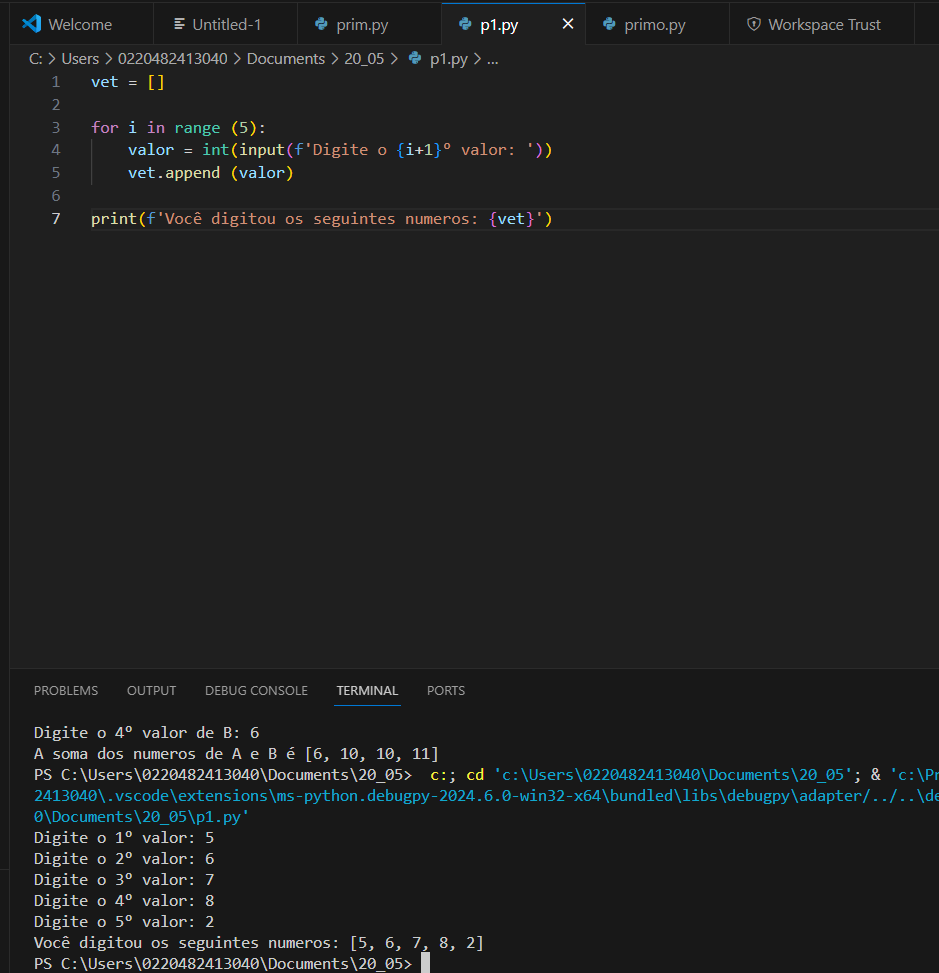 Welcome Untitled-1 prim.py p1.py primo.py Workspace Trust
C: > Users > 0220482413040 > Documents > 20_05 > p1.py > ...
1 vet = []
2
3 for i in range (5):
4     valor = int(input(f'Digite o {i+1}º valor: '))
5     vet.append (valor)
6
7 print(f'Você digitou os seguintes numeros: {vet}')
PROBLEMS OUTPUT DEBUG CONSOLE TERMINAL PORTS
Digite o 4º valor de B: 6
A soma dos numeros de A e B é [6, 10, 10, 11]
PS C:\Users\0220482413040\Documents\20_05>  c:; cd 'c:\Users\0220482413040\Documents\20_05'; & 'c:\Pr
2413040\.vscode\extensions\ms-python.debugpy-2024.6.0-win32-x64\bundled\libs\debugpy\adapter/../..\de
0\Documents\20_05\p1.py'
Digite o 1º valor: 5
Digite o 2º valor: 6
Digite o 3º valor: 7
Digite o 4º valor: 8
Digite o 5º valor: 2
Você digitou os seguintes numeros: [5, 6, 7, 8, 2]
PS C:\Users\0220482413040\Documents\20_05>